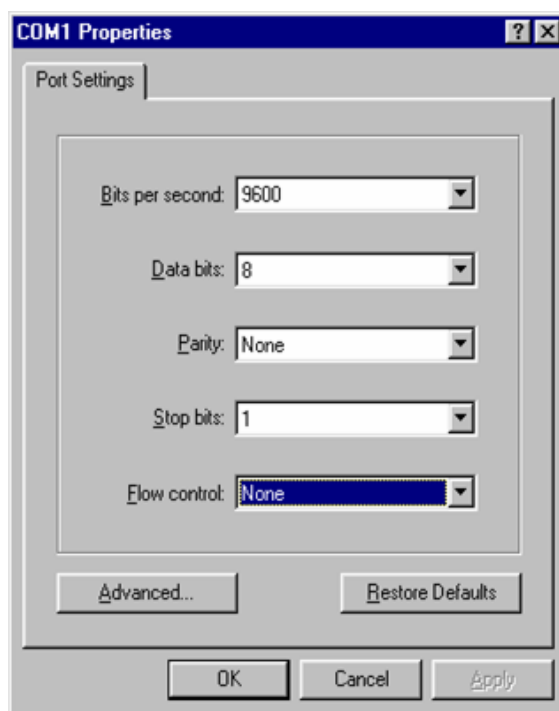 COM1 Properties
Port Settings
Bits per second: 9600
Data bits: 8
Parity: None
Stop bits: 1
Flow control: None
Advanced... Restore Defaults
OK Cancel Apply